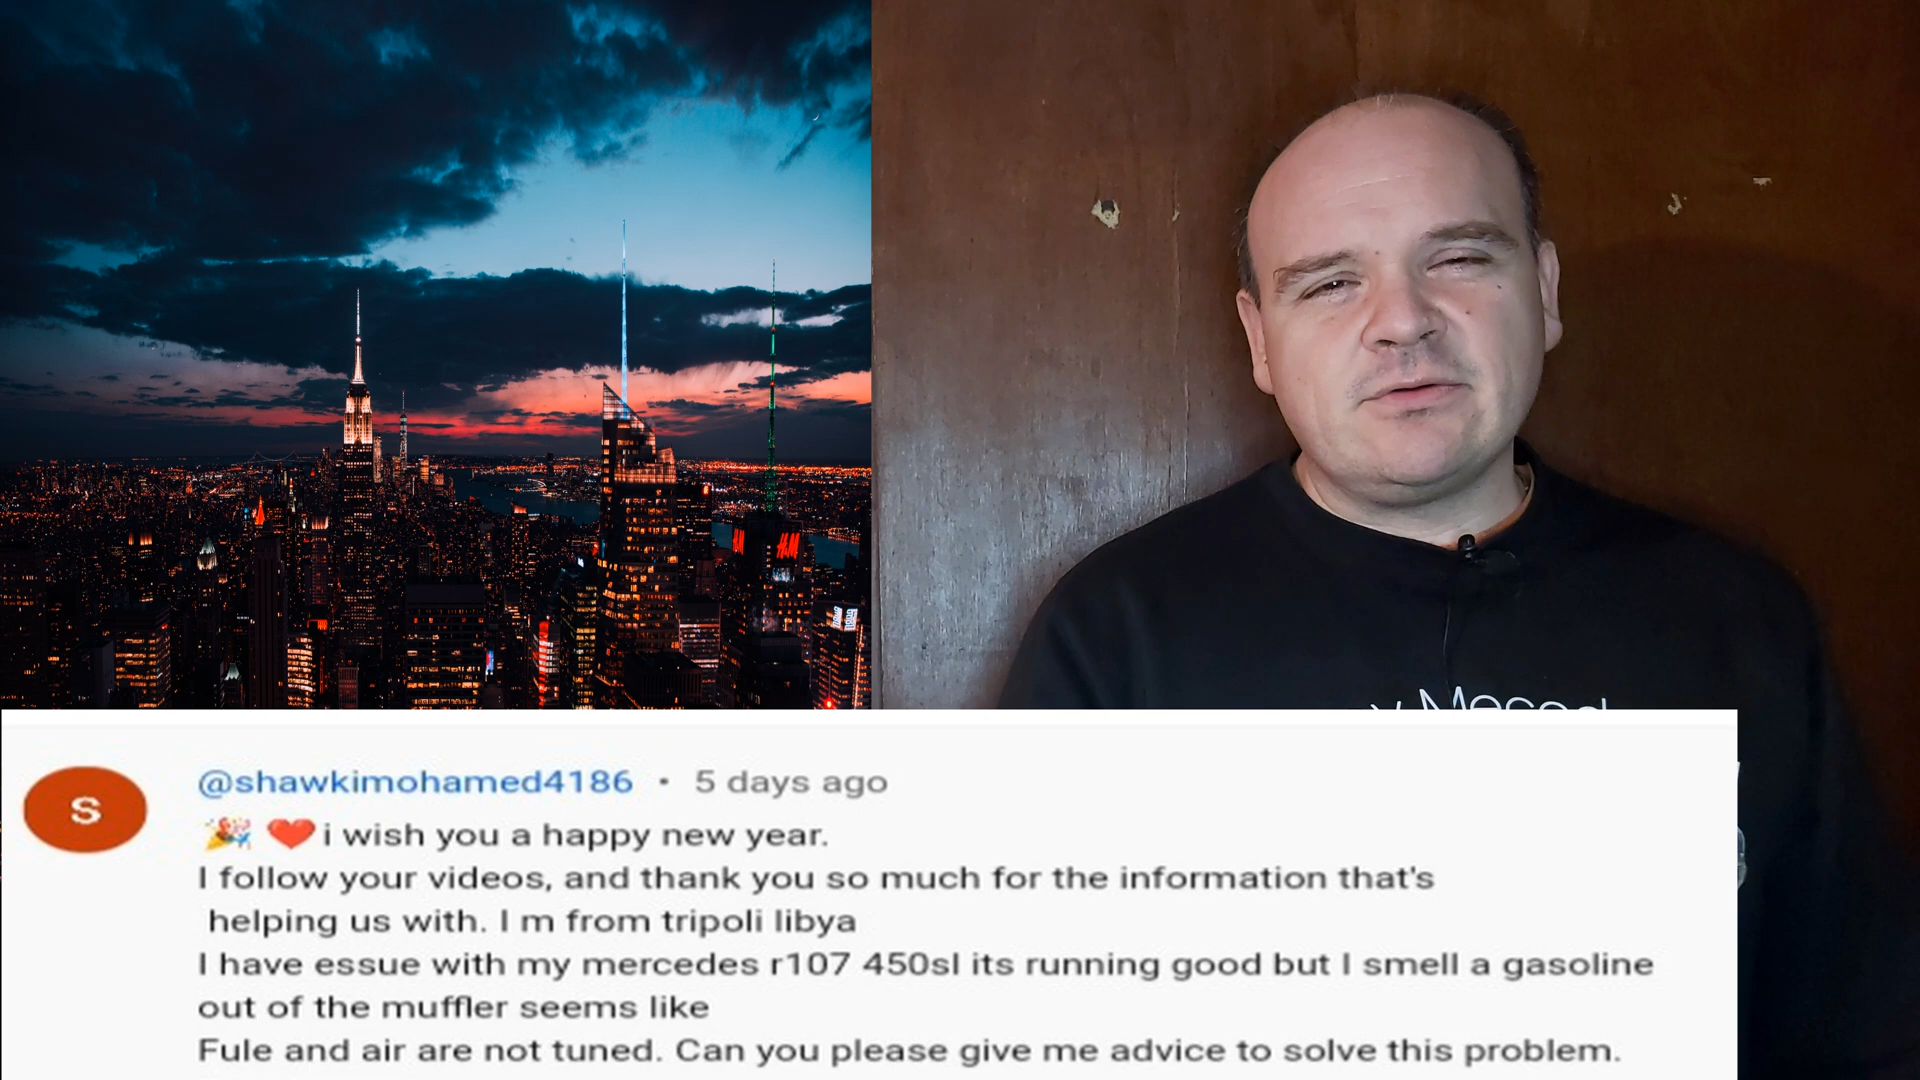 H&M
S
@shawkimohamed4186 • 5 days ago
🎉 ❤️ i wish you a happy new year.
I follow your videos, and thank you so much for the information that's
helping us with. I m from tripoli libya
I have essue with my mercedes r107 450sl its running good but I smell a gasoline
out of the muffler seems like
Fule and air are not tuned. Can you please give me advice to solve this problem.